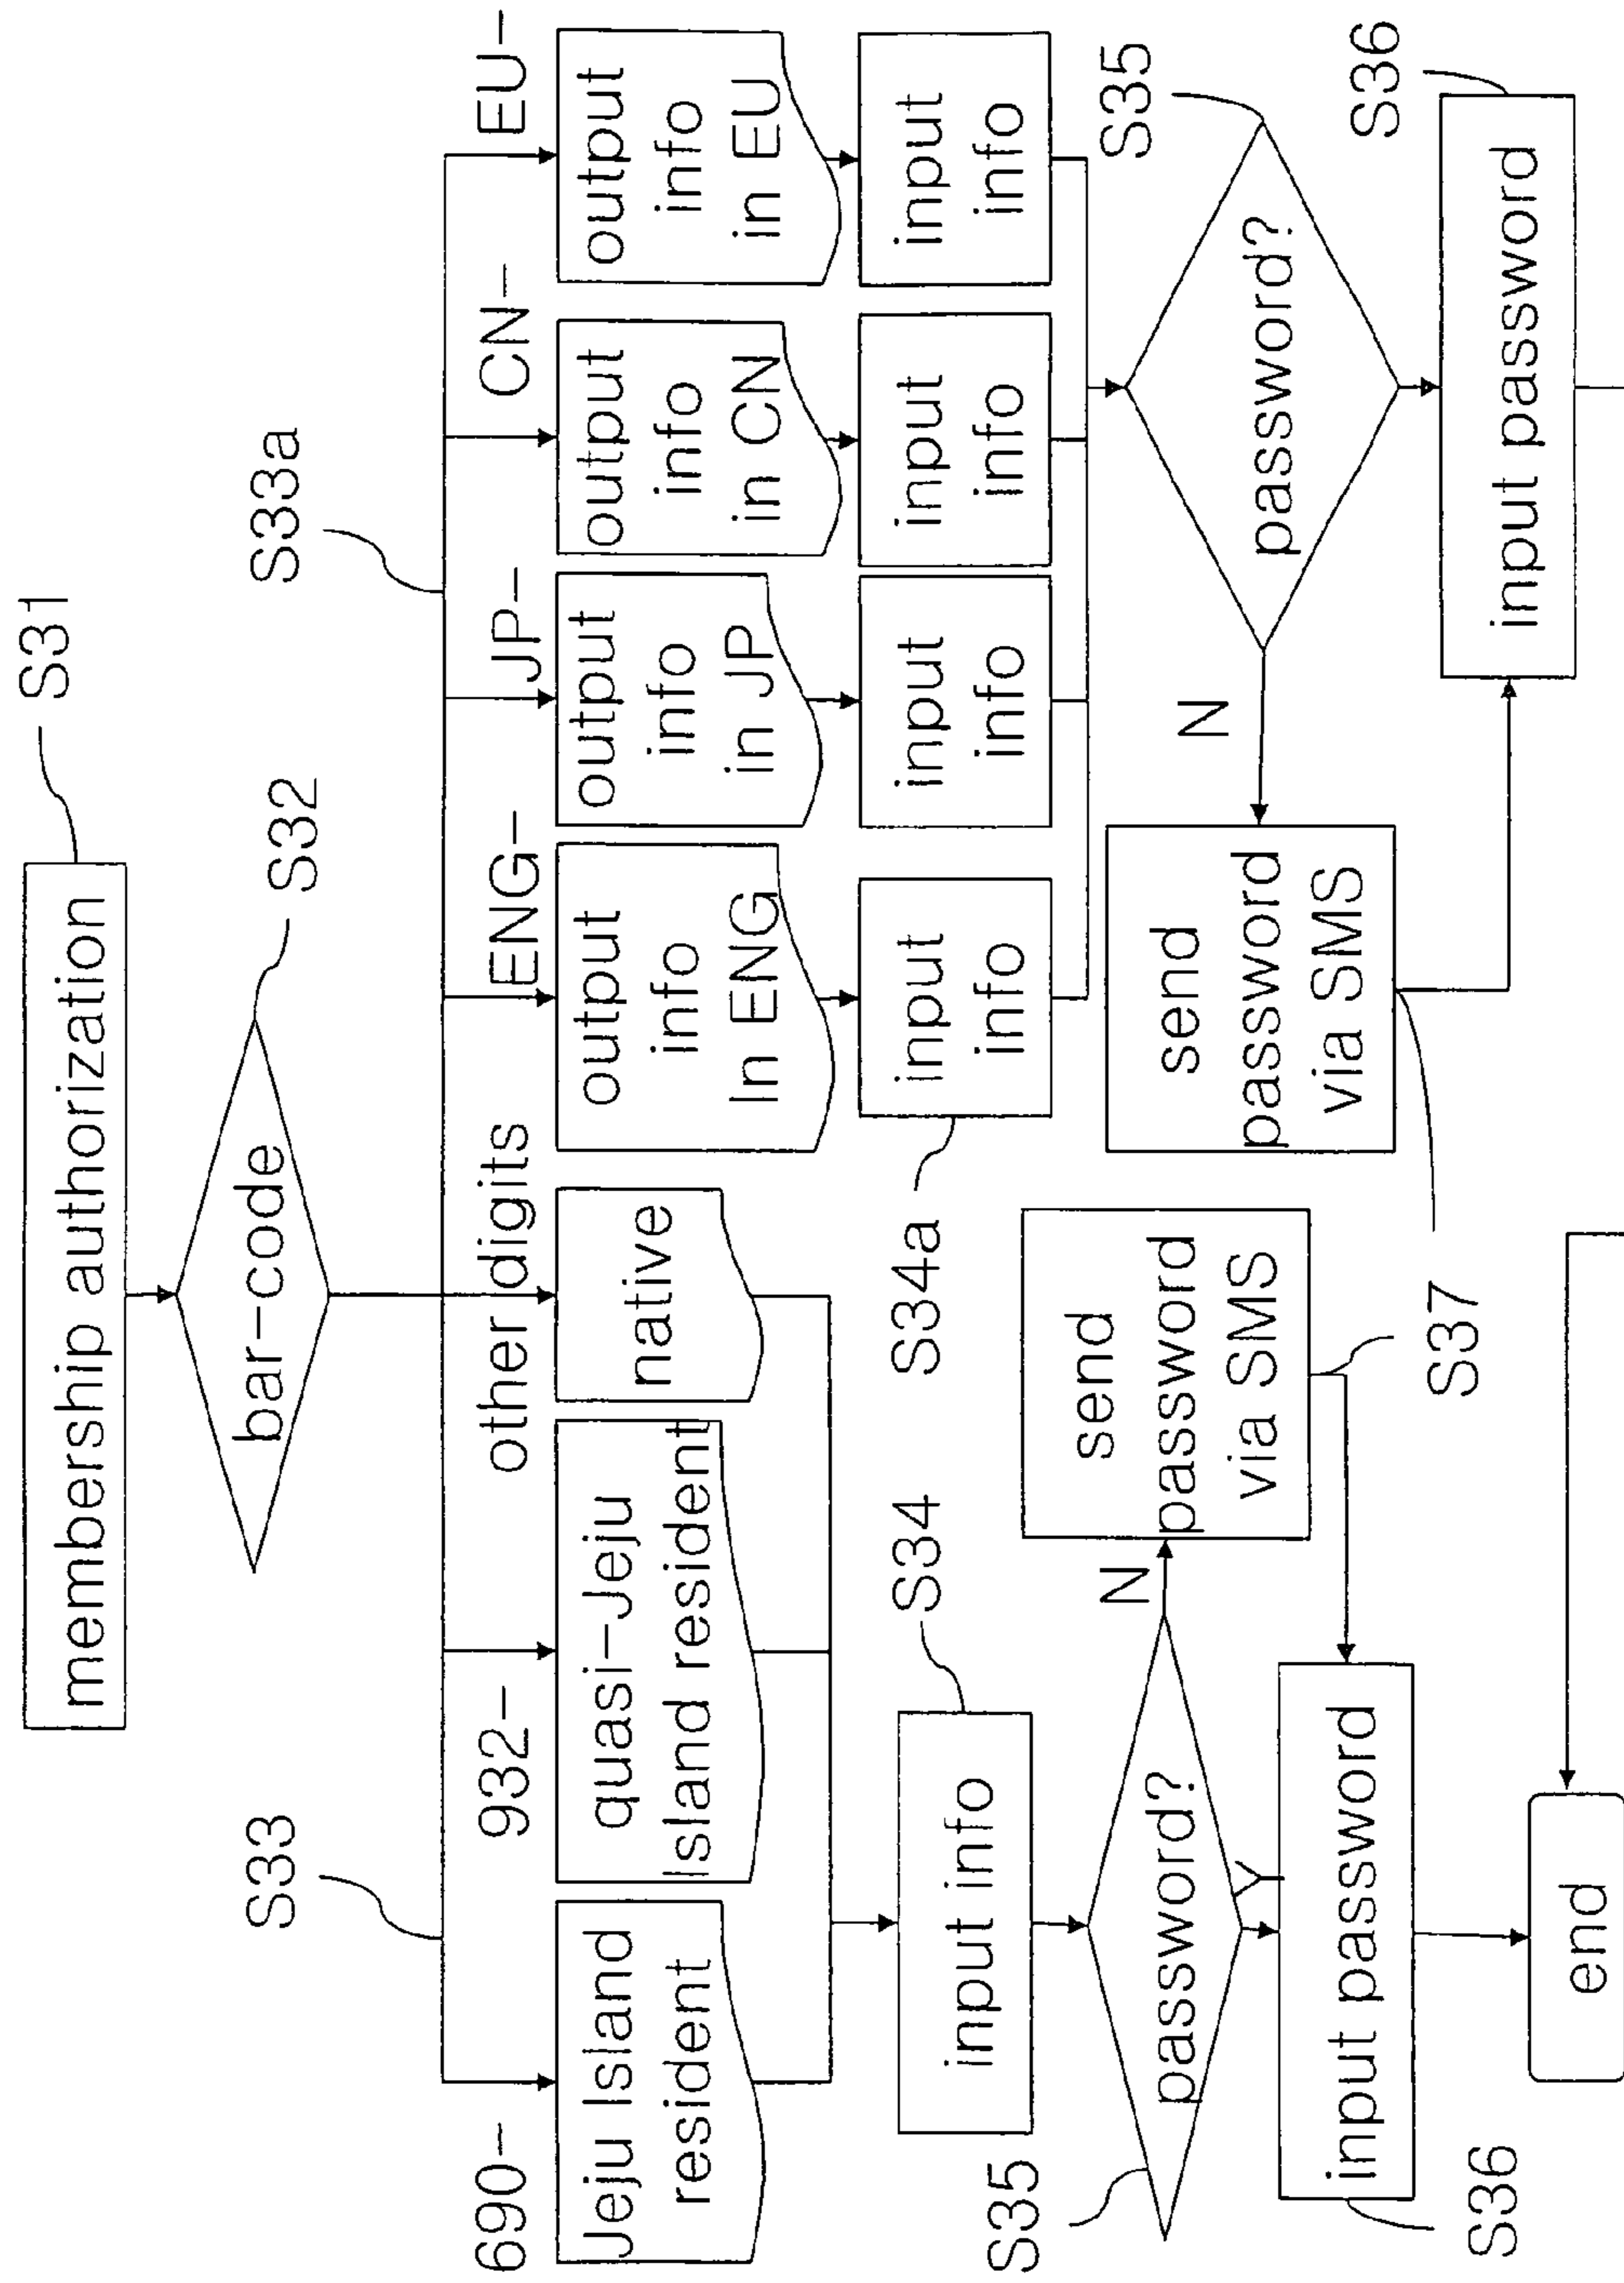 membership authorization
S31
bar-code
S32
S33
S33a
690-
932-
other digits
ENG-
JP-
CN-
EU-
Jeju Island
resident
quasi-Jeju
Island resident
native
output
info
In ENG
output
info
in JP
output
info
in CN
output
info
in EU
input info
S34
S34a
input
info
input
info
input
info
input
info
S35
password?
N
Y
send
password
via SMS
S37
send
password
via SMS
N
password?
S35
S36
input password
input password
S36
end